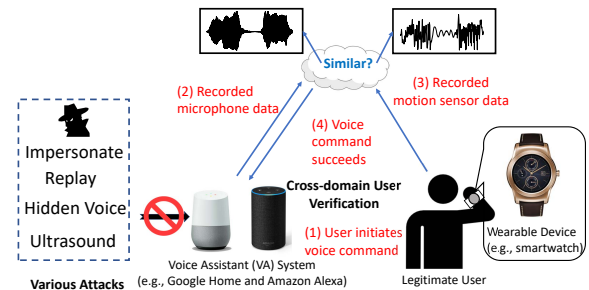 Similar?
(2) Recorded
microphone data
(3) Recorded
motion sensor data
(4) Voice
command
succeeds
Impersonate
Replay
Hidden Voice
Ultrasound
Various Attacks
Cross-domain User
Verification
(1) User initiates
voice command
Voice Assistant (VA) System
(e.g., Google Home and Amazon Alexa)
Legitimate User
Wearable Device
(e.g., smartwatch)